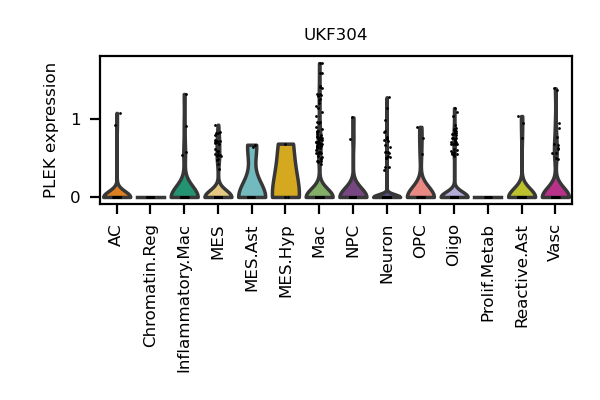 UKF304
PLEK expression
1
0
AC
Chromatin.Reg
Inflammatory.Mac
MES
MES.Ast
MES.Hyp
Mac
NPC
Neuron
OPC
Oligo
Prolif.Metab
Reactive.Ast
Vasc